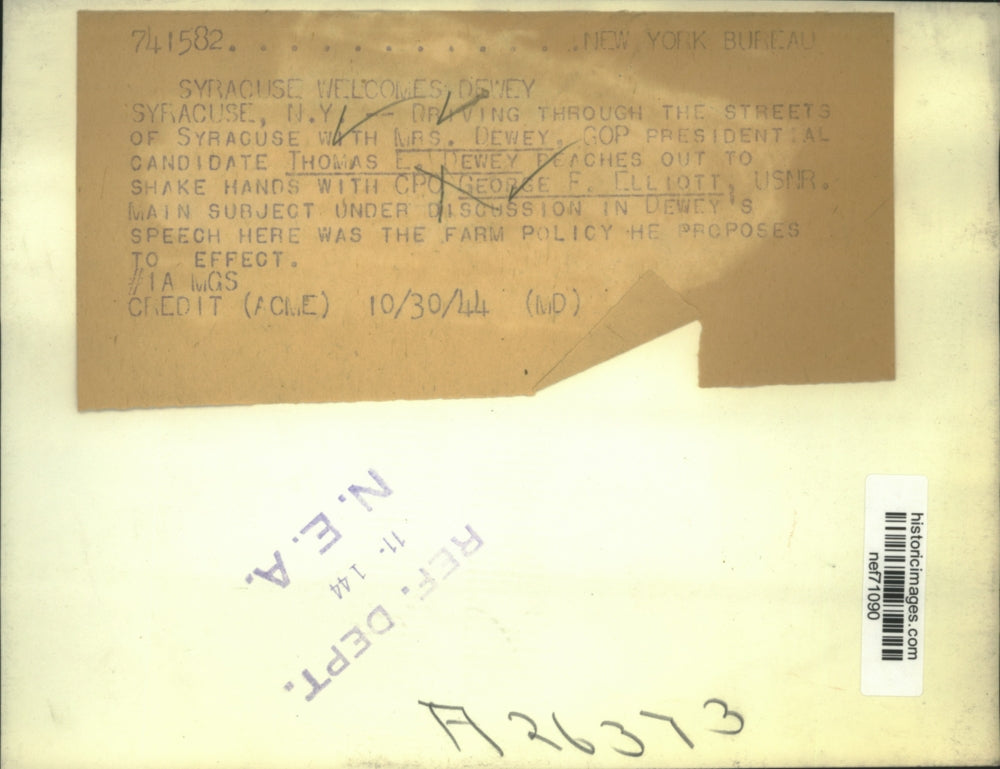 741582. . . . . . . . . . . . . .NEW YORK BUREAU
SYRACUSE WELCOMES DEWEY
SYRACUSE, N.Y. -- DRIVING THROUGH THE STREETS
OF SYRACUSE WITH MRS. DEWEY, GOP PRESIDENTIAL
CANDIDATE THOMAS E. DEWEY REACHES OUT TO
SHAKE HANDS WITH CPO GEORGE F. ELLIOTT, USNR.
MAIN SUBJECT UNDER DISCUSSION IN DEWEY'S
SPEECH HERE WAS THE FARM POLICY HE PROPOSES
TO EFFECT.
#1A MGS
CREDIT (ACME) 10/30/44 (MD)
N.E.A.
11- 1 44
REF. DEPT.
historicimages.com
nef71090
A26373